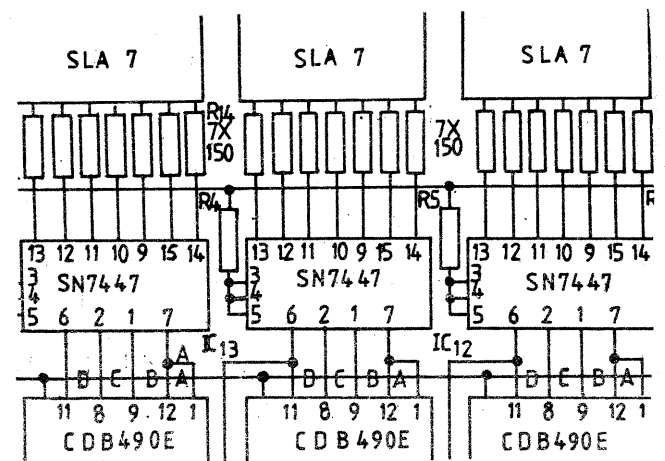 SLA 7 SLA 7 SLA 7
R14
7X 7X
150 150
R4 R5 R
13 12 11 10 9 15 14 13 12 11 10 9 15 14 13 12 11 10 9 15 14
3 3 3
SN7447 SN7447 SN7447
4 4 4
5 6 2 1 7 5 6 2 1 7 5 6 2 1 7
A IC13 IC12
C B A D C B A D C B A
11 8 9 12 1 11 8 9 12 1 11 8 9 12 1
CDB490E CDB490E CDB490E